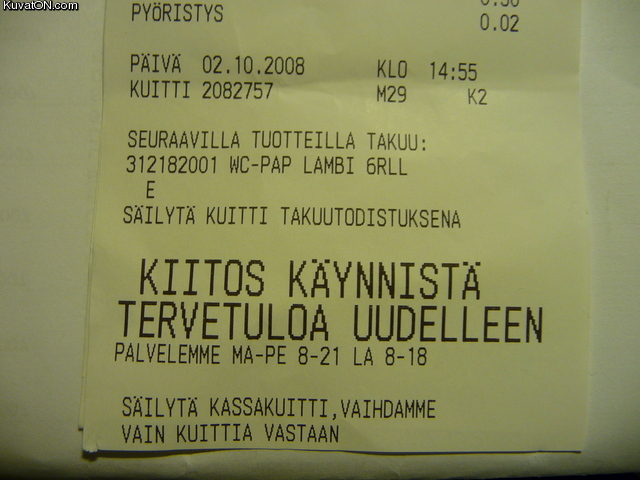 KuvatON.com
PYÖRISTYS 0.02
PÄIVÄ 02.10.2008 KLO 14:55
KUITTI 2082757 M29 K2
SEURAAVILLA TUOTTEILLA TAKUU:
312182001 WC-PAP LAMBI 6RLL
E
SÄILYTÄ KUITTI TAKUUTODISTUKSENA
KIITOS KÄYNNISTÄ
TERVETULOA UUDELLEEN
PALVELEMME MA-PE 8-21 LA 8-18
SÄILYTÄ KASSAKUITTI,VAIHDAMME
VAIN KUITTIA VASTAAN